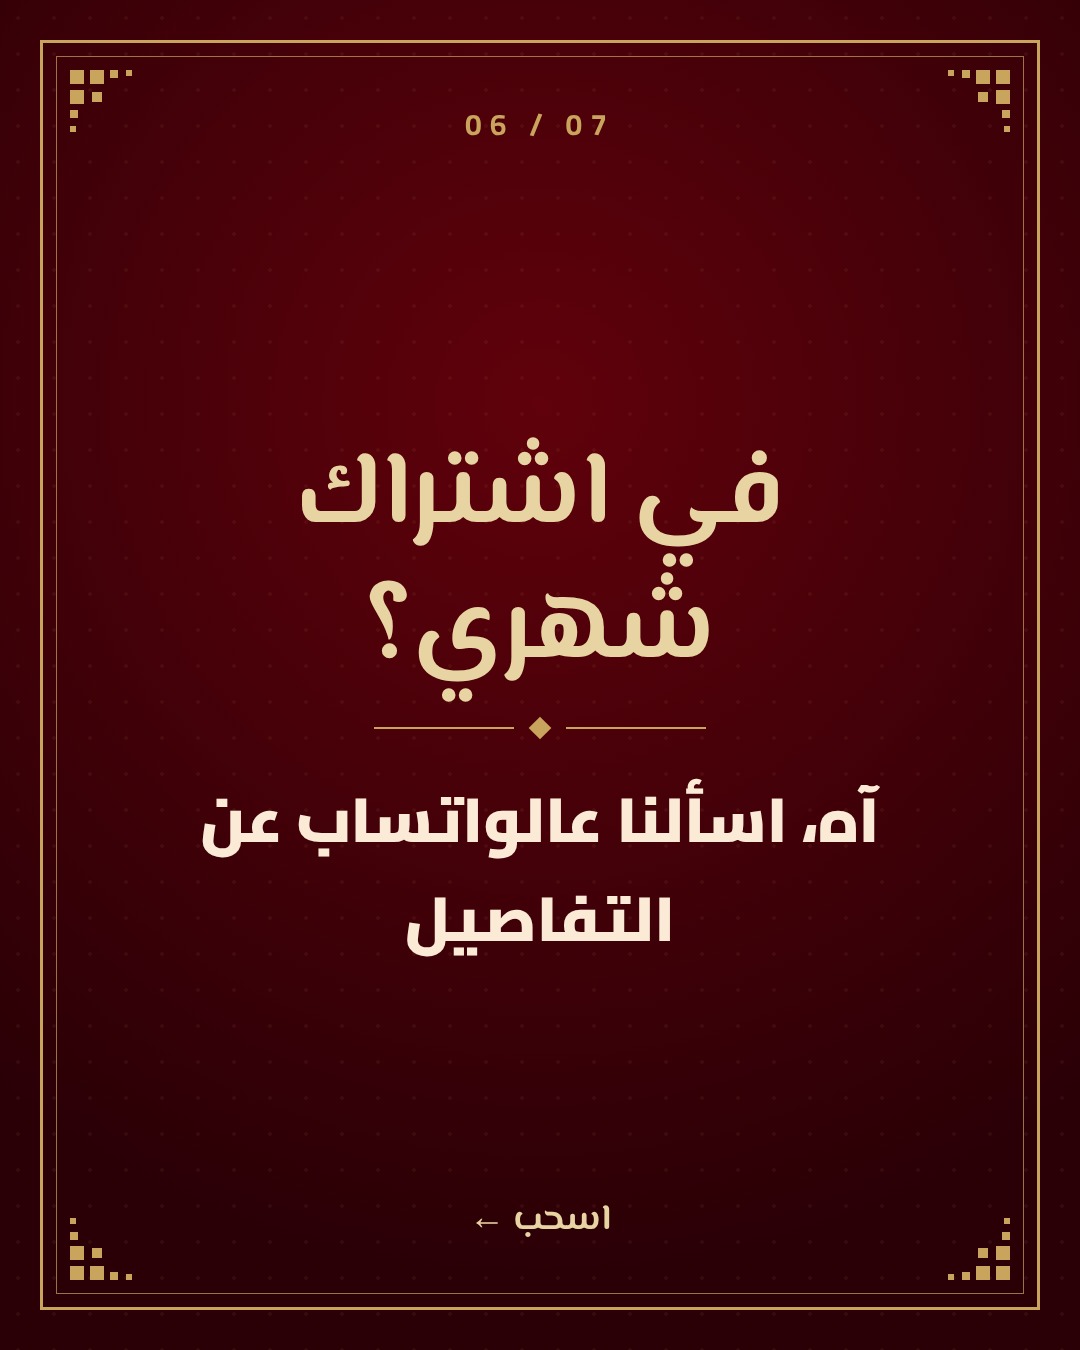 06 / 07
في اشتراك
شهري؟
آه، اسألنا عالواتساب عن
التفاصيل
اسحب ←